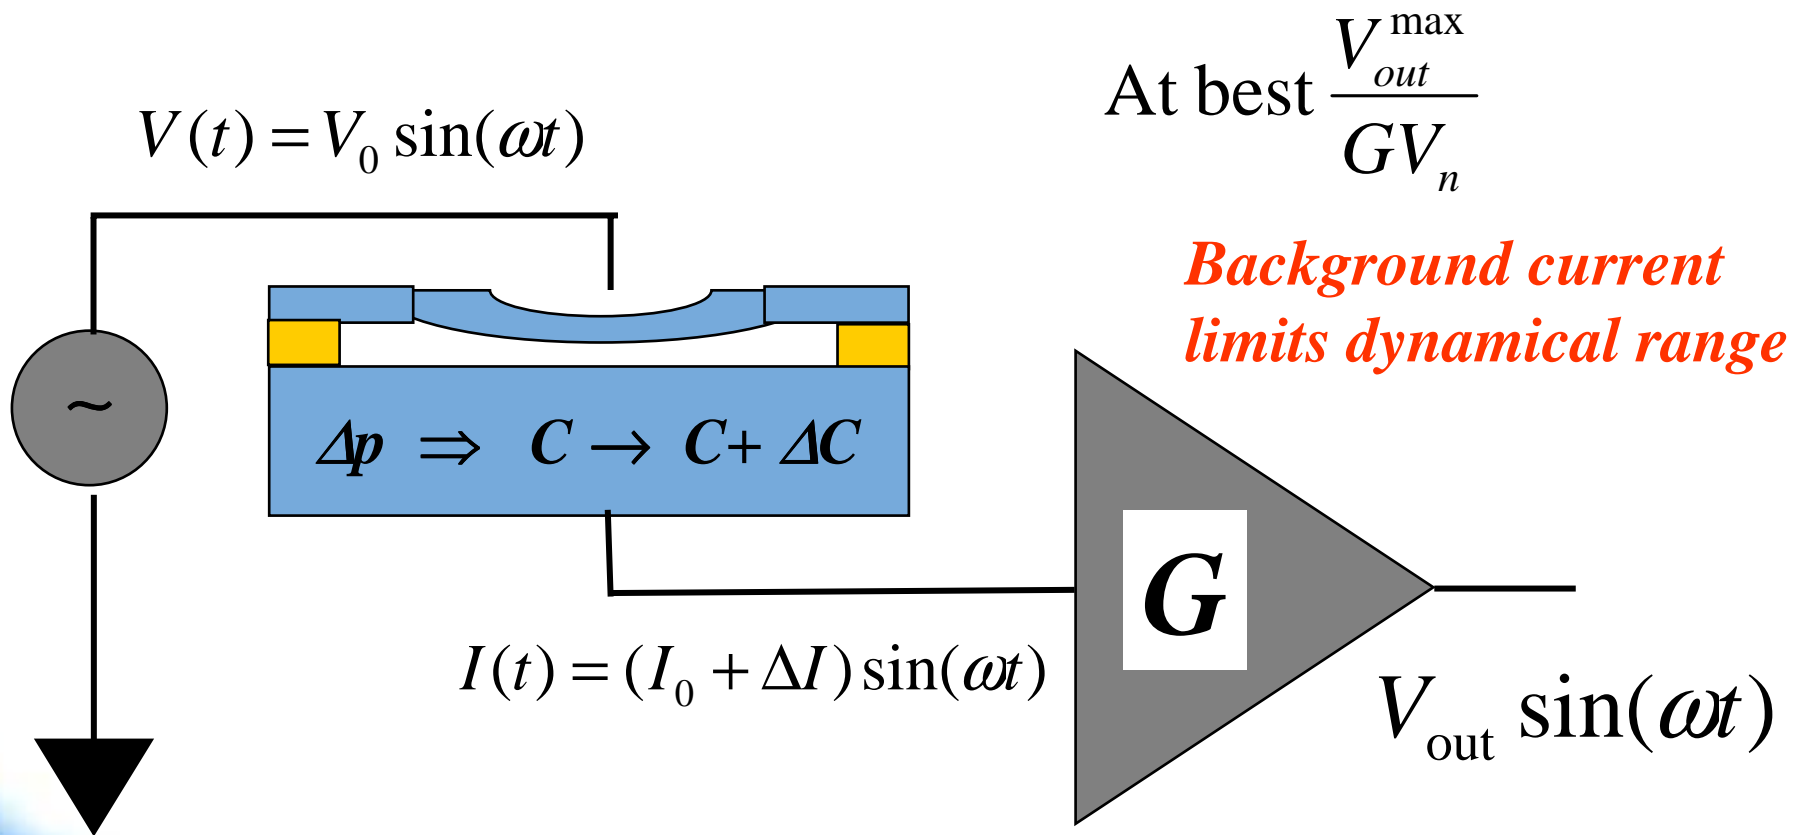 At best V_out^max / GV_n
V(t) = V_0 sin(ωt)
Background current
limits dynamical range
~
Δp ⇒ C → C+ ΔC
G
I(t) = (I_0 + ΔI) sin(ωt)
V_out sin(ωt)